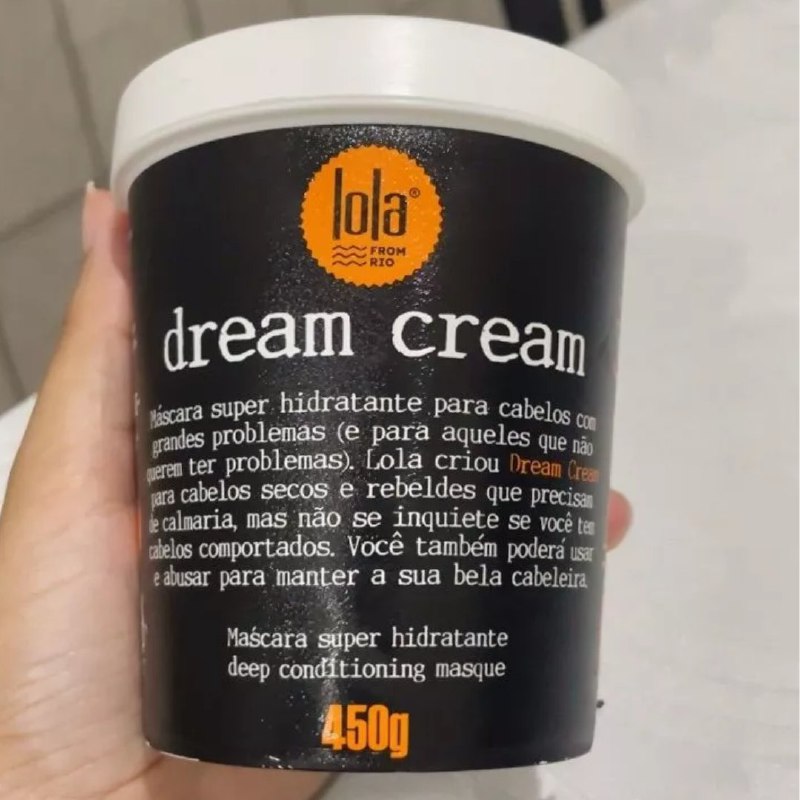 lola®
FROM
RIO
dream cream
Máscara super hidratante para cabelos com
grandes problemas (e para aqueles que não
querem ter problemas). Lola criou Dream Cream
para cabelos secos e rebeldes que precisam
de calmaria, mas não se inquiete se você tem
cabelos comportados. Você também poderá usar
e abusar para manter a sua bela cabeleira.
Máscara super hidratante
deep conditioning masque
450g